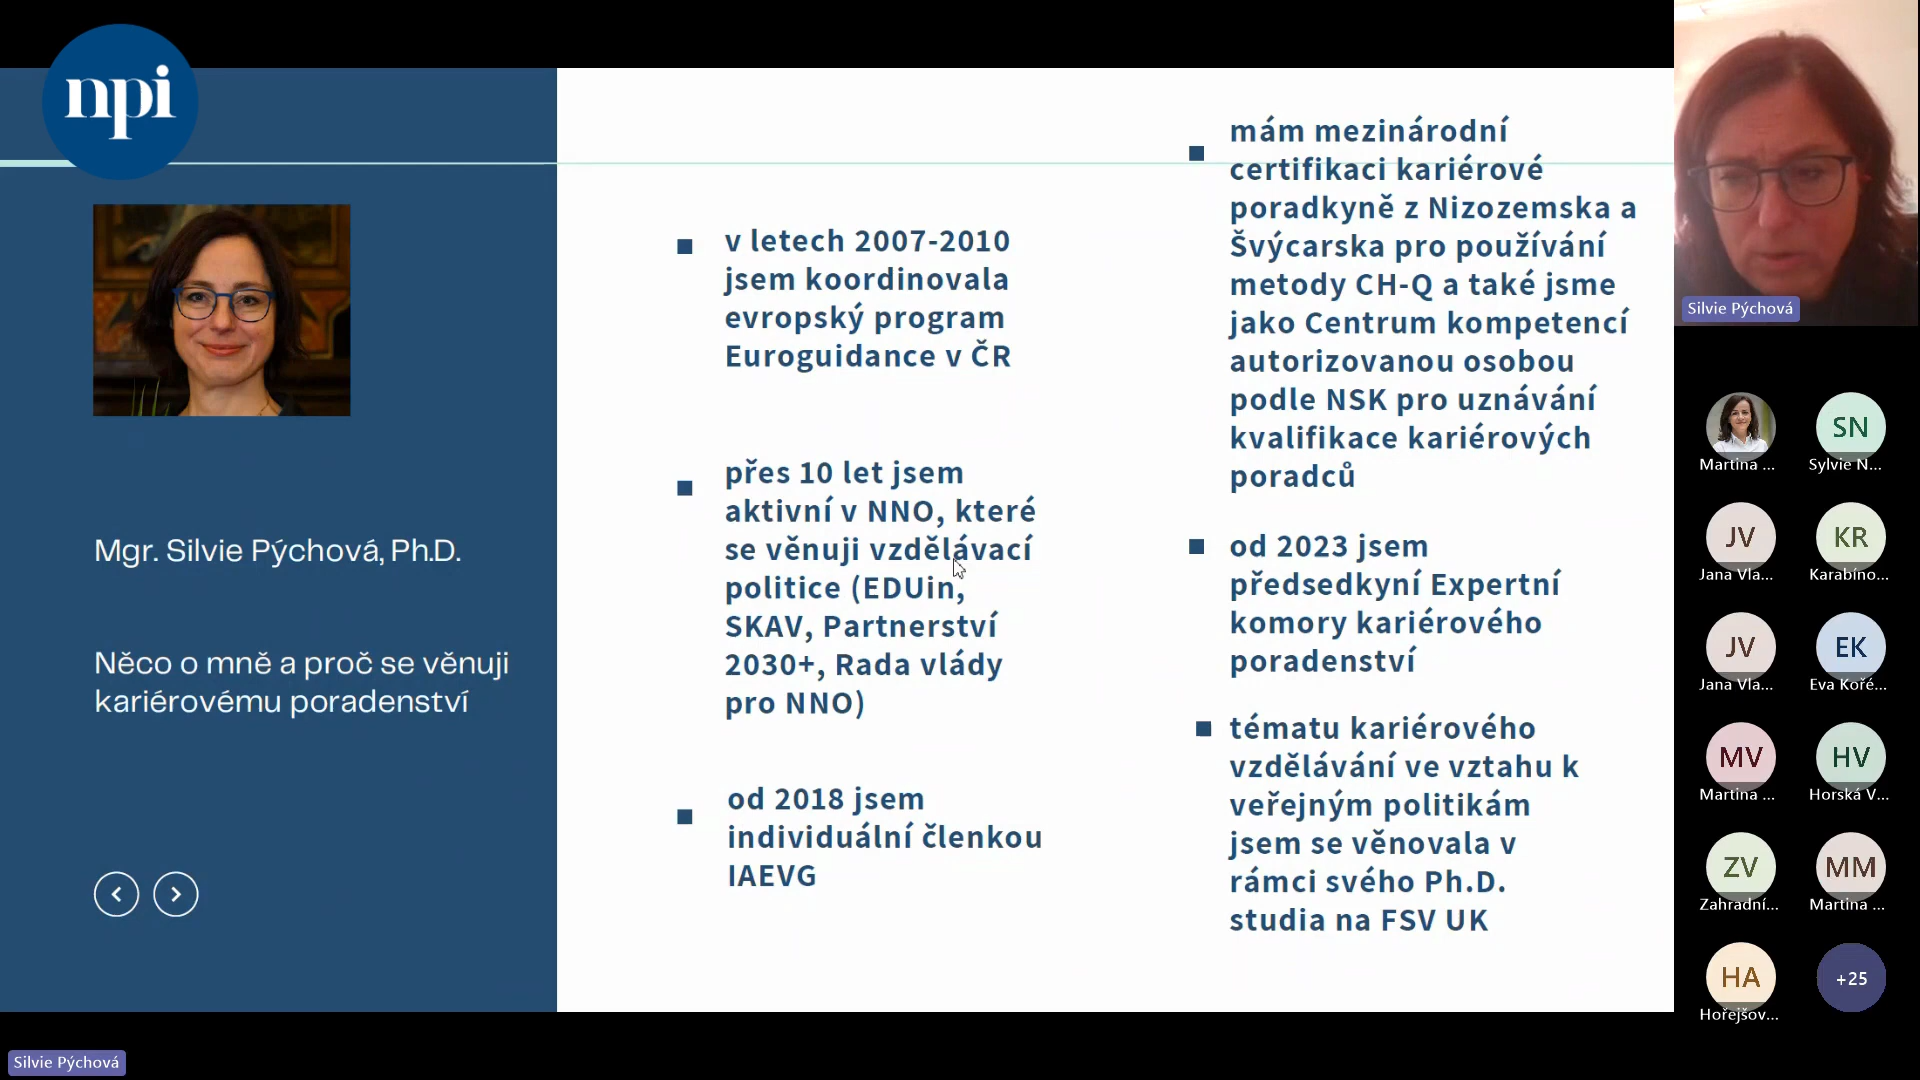 npi
Mgr. Silvie Pýchová, Ph.D.
Něco o mně a proč se věnuji
kariérovému poradenství
v letech 2007-2010
jsem koordinovala
evropský program
Euroguidance v ČR
přes 10 let jsem
aktivní v NNO, které
se věnuji vzdělávací
politice (EDUin,
SKAV, Partnerství
2030+, Rada vlády
pro NNO)
od 2018 jsem
individuální členkou
IAEVG
mám mezinárodní
certifikaci kariérové
poradkyně z Nizozemska a
Švýcarska pro používání
metody CH-Q a také jsme
jako Centrum kompetencí
autorizovanou osobou
podle NSK pro uznávání
kvalifikace kariérových
poradců
od 2023 jsem
předsedkyní Expertní
komory kariérového
poradenství
tématu kariérového
vzdělávání ve vztahu k
veřejným politikám
jsem se věnovala v
rámci svého Ph.D.
studia na FSV UK
Silvie Pýchová
Martina ...
SN
Sylvie N...
JV
Jana Vla...
KR
Karabíno...
JV
Jana Vla...
EK
Eva Kořé...
MV
Martina ...
HV
Horská V...
ZV
Zahradní...
MM
Martina ...
HA
Hořejšov...
+25
Silvie Pýchová